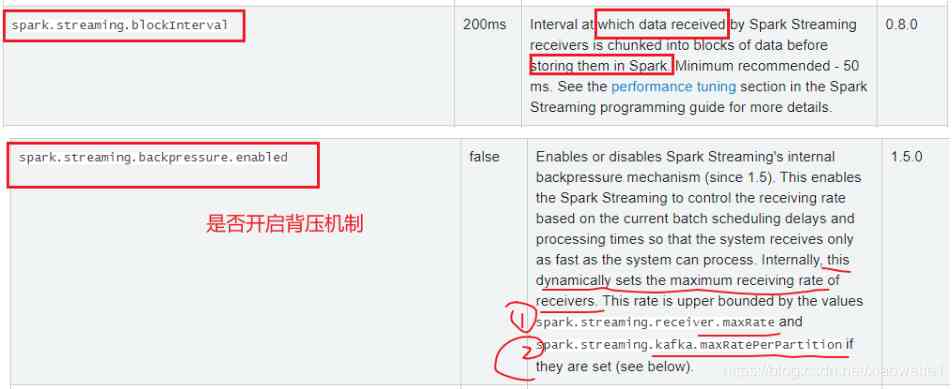 spark.streaming.blockInterval
200ms
Interval at which data received by Spark Streaming
receivers is chunked into blocks of data before
storing them in Spark. Minimum recommended - 50
ms. See the performance tuning section in the Spark
Streaming programming guide for more details.
0.8.0
spark.streaming.backpressure.enabled
是否开启背压机制
false
Enables or disables Spark Streaming's internal
backpressure mechanism (since 1.5). This enables
the Spark Streaming to control the receiving rate
based on the current batch scheduling delays and
processing times so that the system receives only
as fast as the system can process. Internally, this
dynamically sets the maximum receiving rate of
receivers. This rate is upper bounded by the values
1 spark.streaming.receiver.maxRate and
2 spark.streaming.kafka.maxRatePerPartition if
they are set (see below).
1.5.0